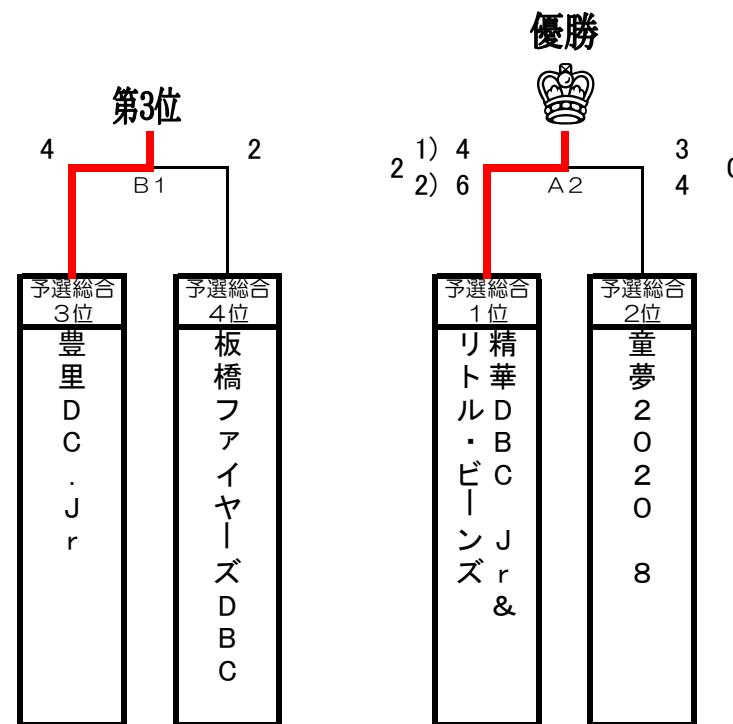 優勝
第3位
4
2
B1
2
1) 4
2) 6
A2
3
4
0
予選総合
3位
豊里DC.Jr
予選総合
4位
板橋ファイヤーズDBC
予選総合
1位
精華DBC Jr&
リトル・ビーンズ
予選総合
2位
童夢2020 8